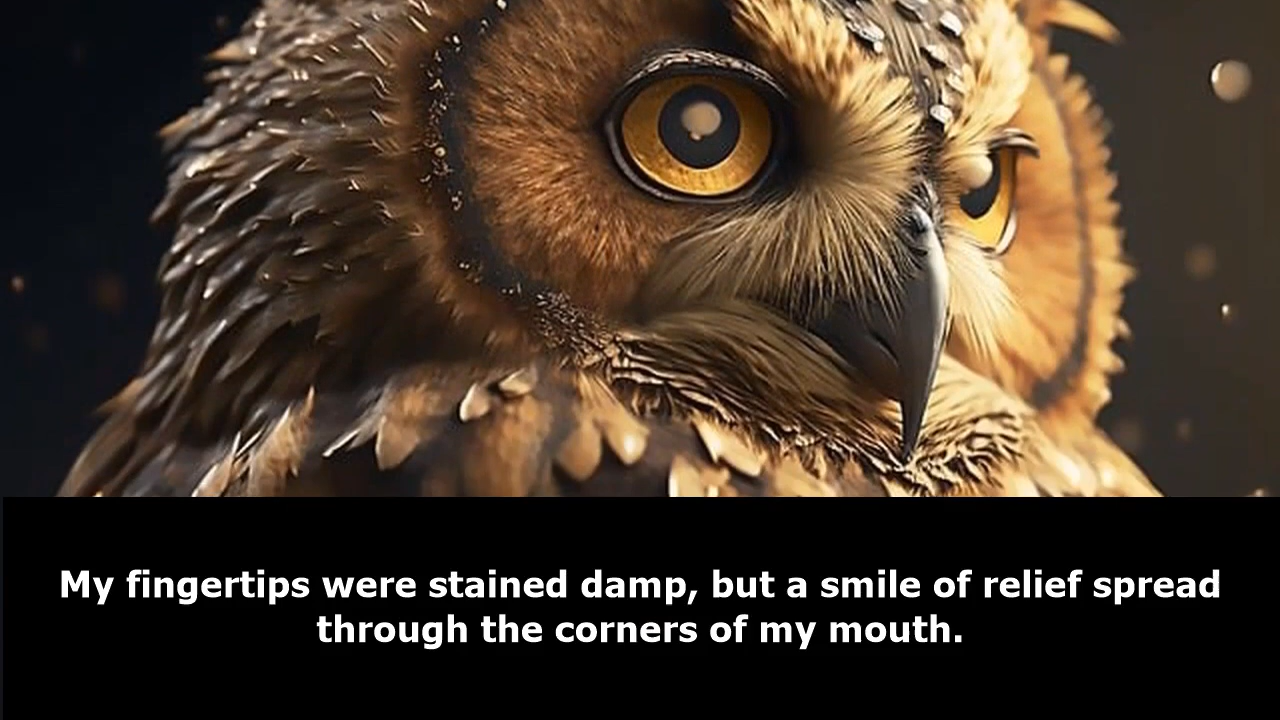 My fingertips were stained damp, but a smile of relief spread
through the corners of my mouth.